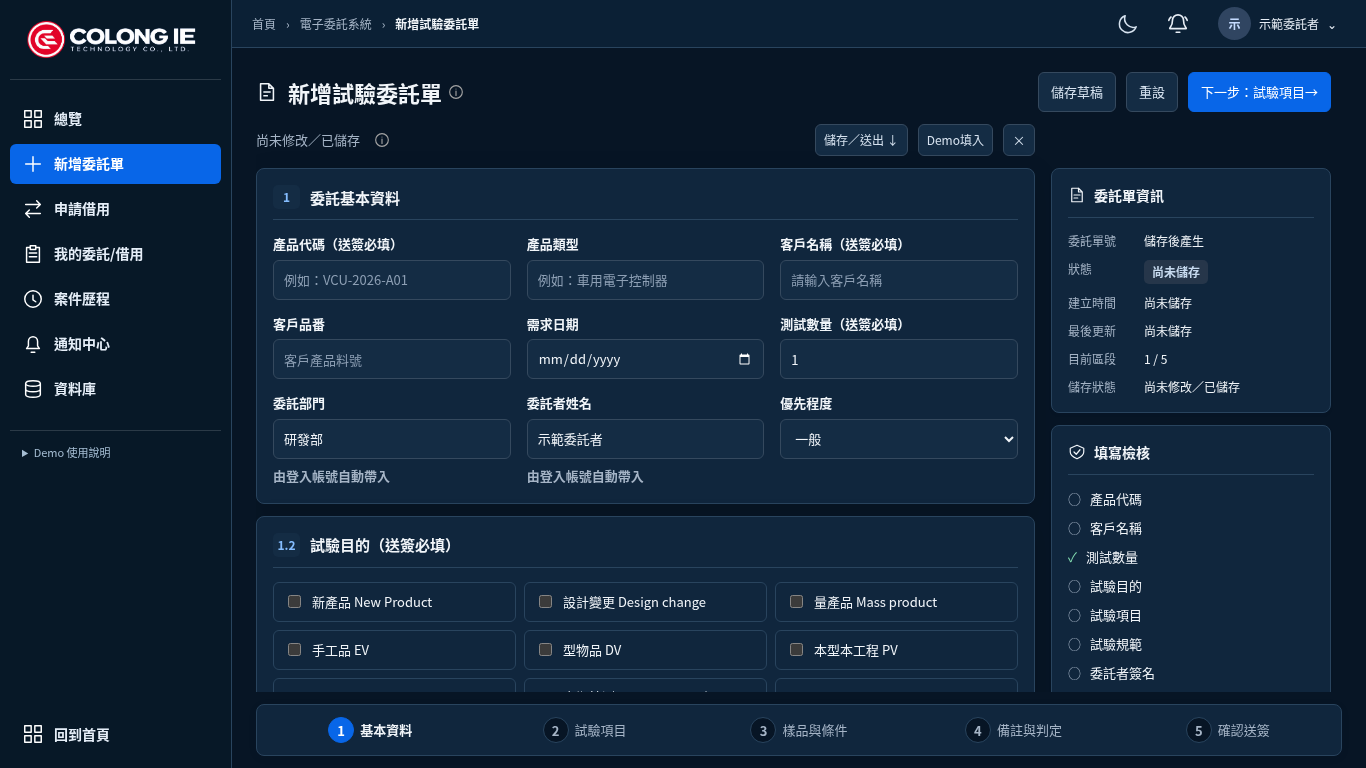 COLONG IE
TECHNOLOGY CO., LTD.
總覽
新增委託單
申請借用
我的委託/借用
案件歷程
通知中心
資料庫
Demo 使用說明
回到首頁
首頁 › 電子委託系統 › 新增試驗委託單
示 示範委託者
新增試驗委託單
儲存草稿 重設 下一步：試驗項目→
尚未修改／已儲存
儲存／送出 ↓ Demo填入 ×
1 委託基本資料
產品代碼（送簽必填） 產品類型 客戶名稱（送簽必填）
例如：VCU-2026-A01 例如：車用電子控制器 請輸入客戶名稱
客戶品番 需求日期 測試數量（送簽必填）
客戶產品料號 mm/dd/yyyy 1
委託部門 委託者姓名 優先程度
研發部 示範委託者 一般
由登入帳號自動帶入 由登入帳號自動帶入
1.2 試驗目的（送簽必填）
新產品 New Product 設計變更 Design change 量產品 Mass product
手工品 EV 型物品 DV 本型本工程 PV
委託單資訊
委託單號 儲存後產生
狀態 尚未儲存
建立時間 尚未儲存
最後更新 尚未儲存
目前區段 1 / 5
儲存狀態 尚未修改／已儲存
填寫檢核
產品代碼
客戶名稱
✓ 測試數量
試驗目的
試驗項目
試驗規範
委託者簽名
1 基本資料 2 試驗項目 3 樣品與條件 4 備註與判定 5 確認送簽